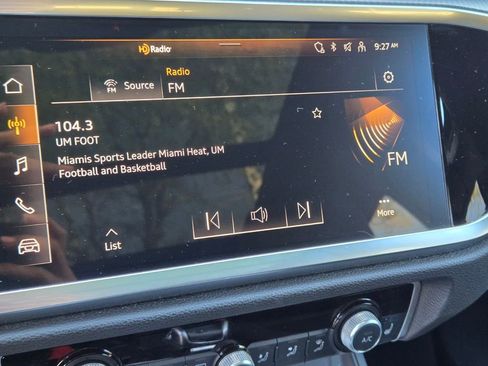 HD Radio
9:27 AM
Radio
FM
Source
FM
104.3
UM FOOT
Miamis Sports Leader Miami Heat, UM
Football and Basketball
FM
List
More
A/C